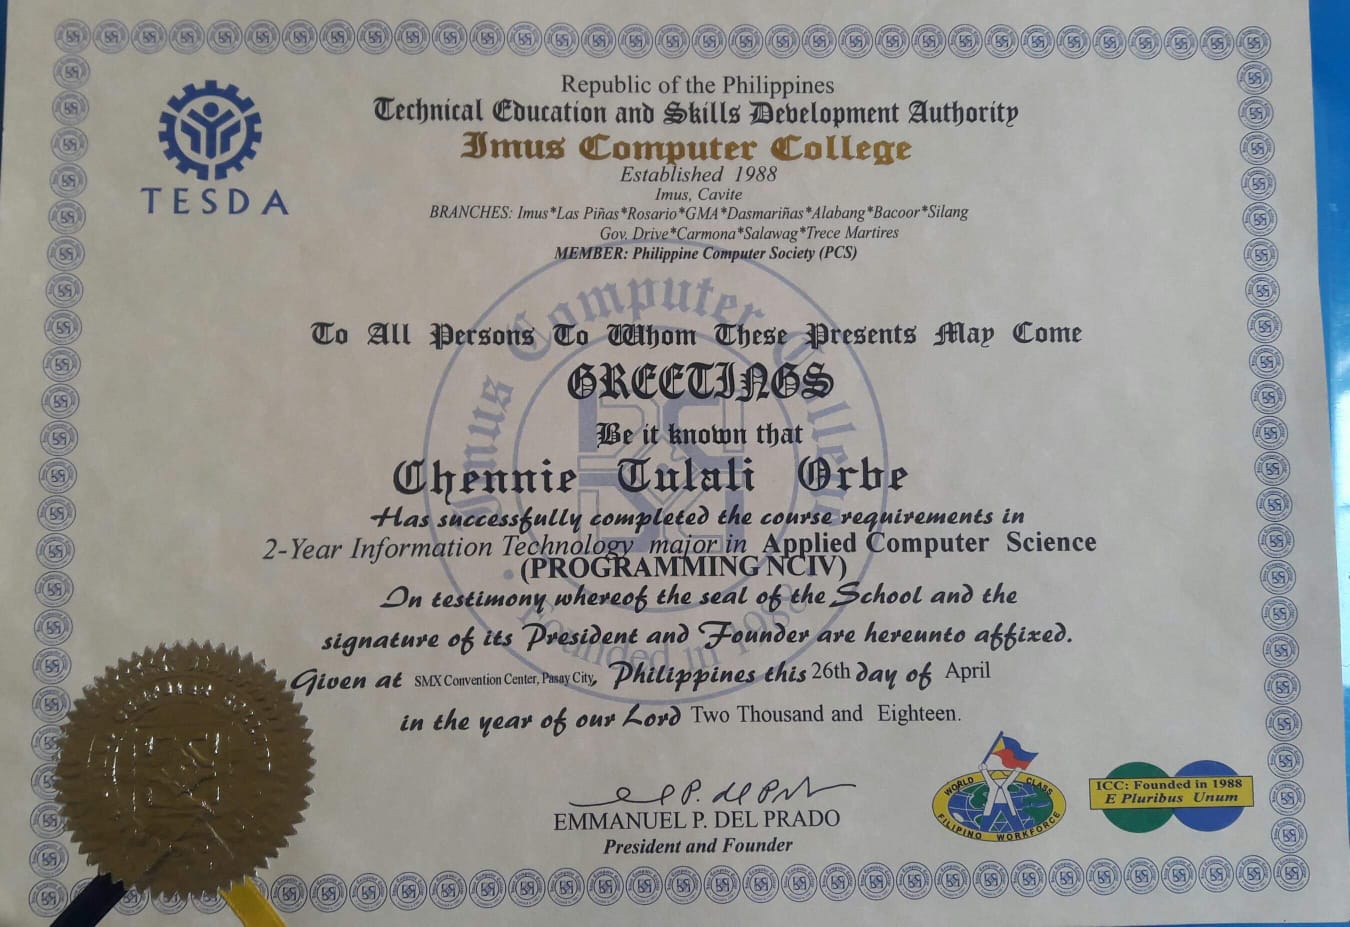 TESDA
Republic of the Philippines
Technical Education and Skills Development Authority
Imus Computer College
Established 1988
Imus, Cavite
BRANCHES: Imus*Las Piñas*Rosario*GMA*Dasmariñas*Alabang*Bacoor*Silang
Gov. Drive*Carmona*Salawag*Trece Martires
MEMBER: Philippine Computer Society (PCS)
Imus Computer College
To All Persons To Whom These Presents May Come
GREETINGS
Be it known that
Chennie Tulali Orbe
Has successfully completed the course requirements in
2-Year Information Technology major in Applied Computer Science
(PROGRAMMING NCIV)
In testimony whereof the seal of the School and the
signature of its President and Founder are hereunto affixed.
Founded in 1988
Given at SMX Convention Center, Pasay City, Philippines this 26th day of April
in the year of our Lord Two Thousand and Eighteen.
EMMANUEL P. DEL PRADO
President and Founder
WORLD CLASS
FILIPINO WORKFORCE
ICC: Founded in 1988
E Pluribus Unum